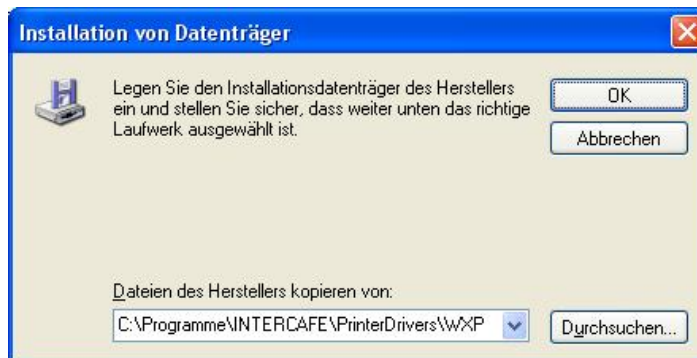 Installation von Datenträger
Legen Sie den Installationsdatenträger des Herstellers
ein und stellen Sie sicher, dass weiter unten das richtige
Laufwerk ausgewählt ist.
OK
Abbrechen
Dateien des Herstellers kopieren von:
C:\Programme\INTERCAFE\PrinterDrivers\WXP
Durchsuchen...